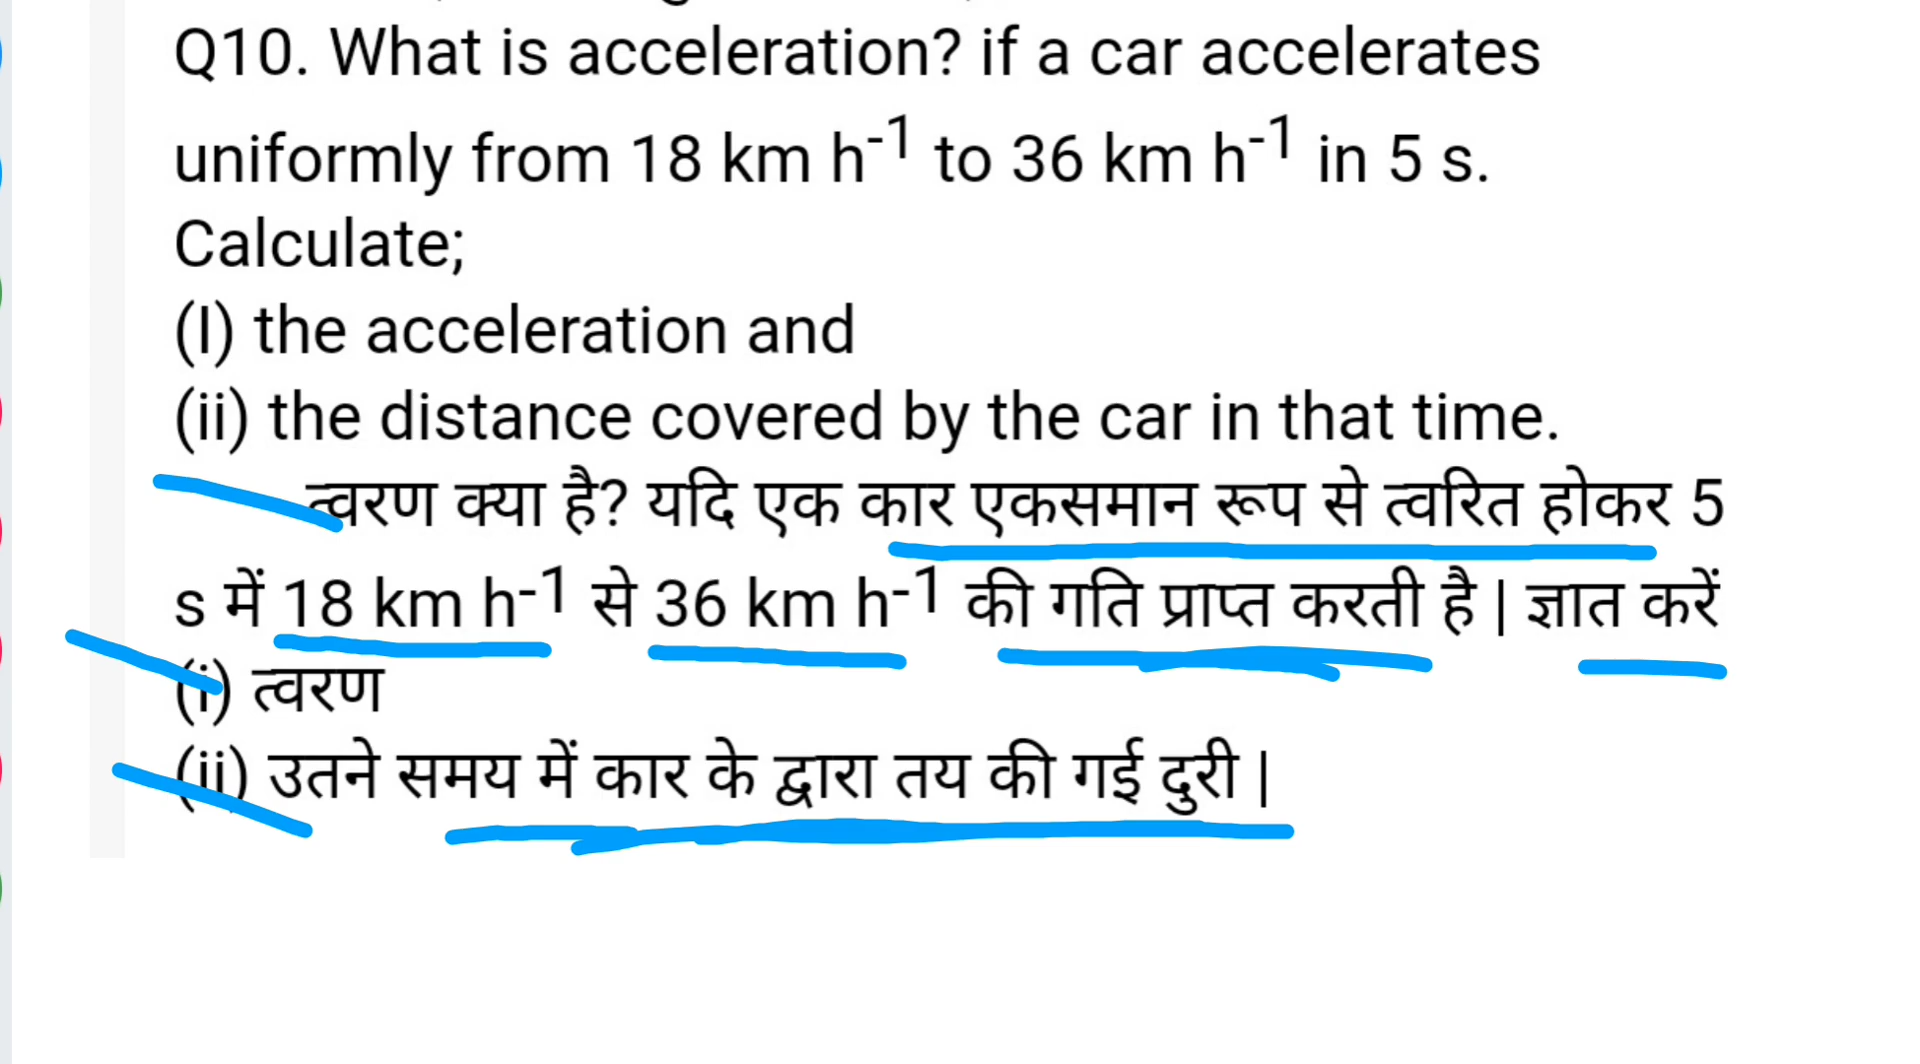 Q10. What is acceleration? if a car accelerates
uniformly from 18 km h⁻¹ to 36 km h⁻¹ in 5 s.
Calculate;
(I) the acceleration and
(ii) the distance covered by the car in that time.
त्वरण क्या है? यदि एक कार एकसमान रूप से त्वरित होकर 5
s में 18 km h⁻¹ से 36 km h⁻¹ की गति प्राप्त करती है | ज्ञात करें
(i) त्वरण
(ii) उतने समय में कार के द्वारा तय की गई दुरी |